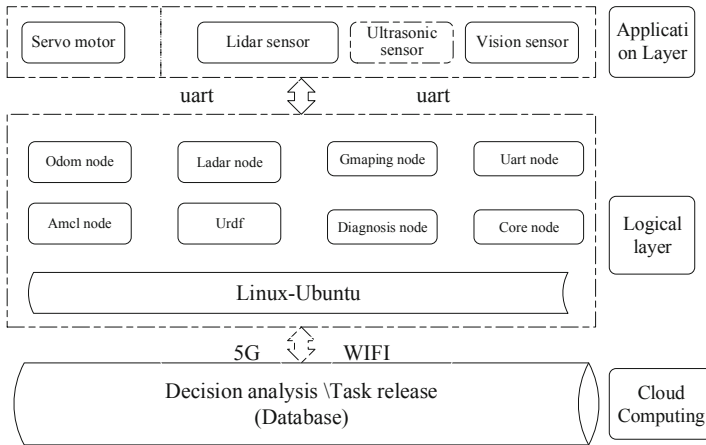 Servo motor
Lidar sensor
Ultrasonic
sensor
Vision sensor
Applicati
on Layer
uart
uart
Odom node
Ladar node
Gmaping node
Uart node
Amcl node
Urdf
Diagnosis node
Core node
Logical
layer
Linux-Ubuntu
5G
WIFI
Decision analysis \Task release
(Database)
Cloud
Computing